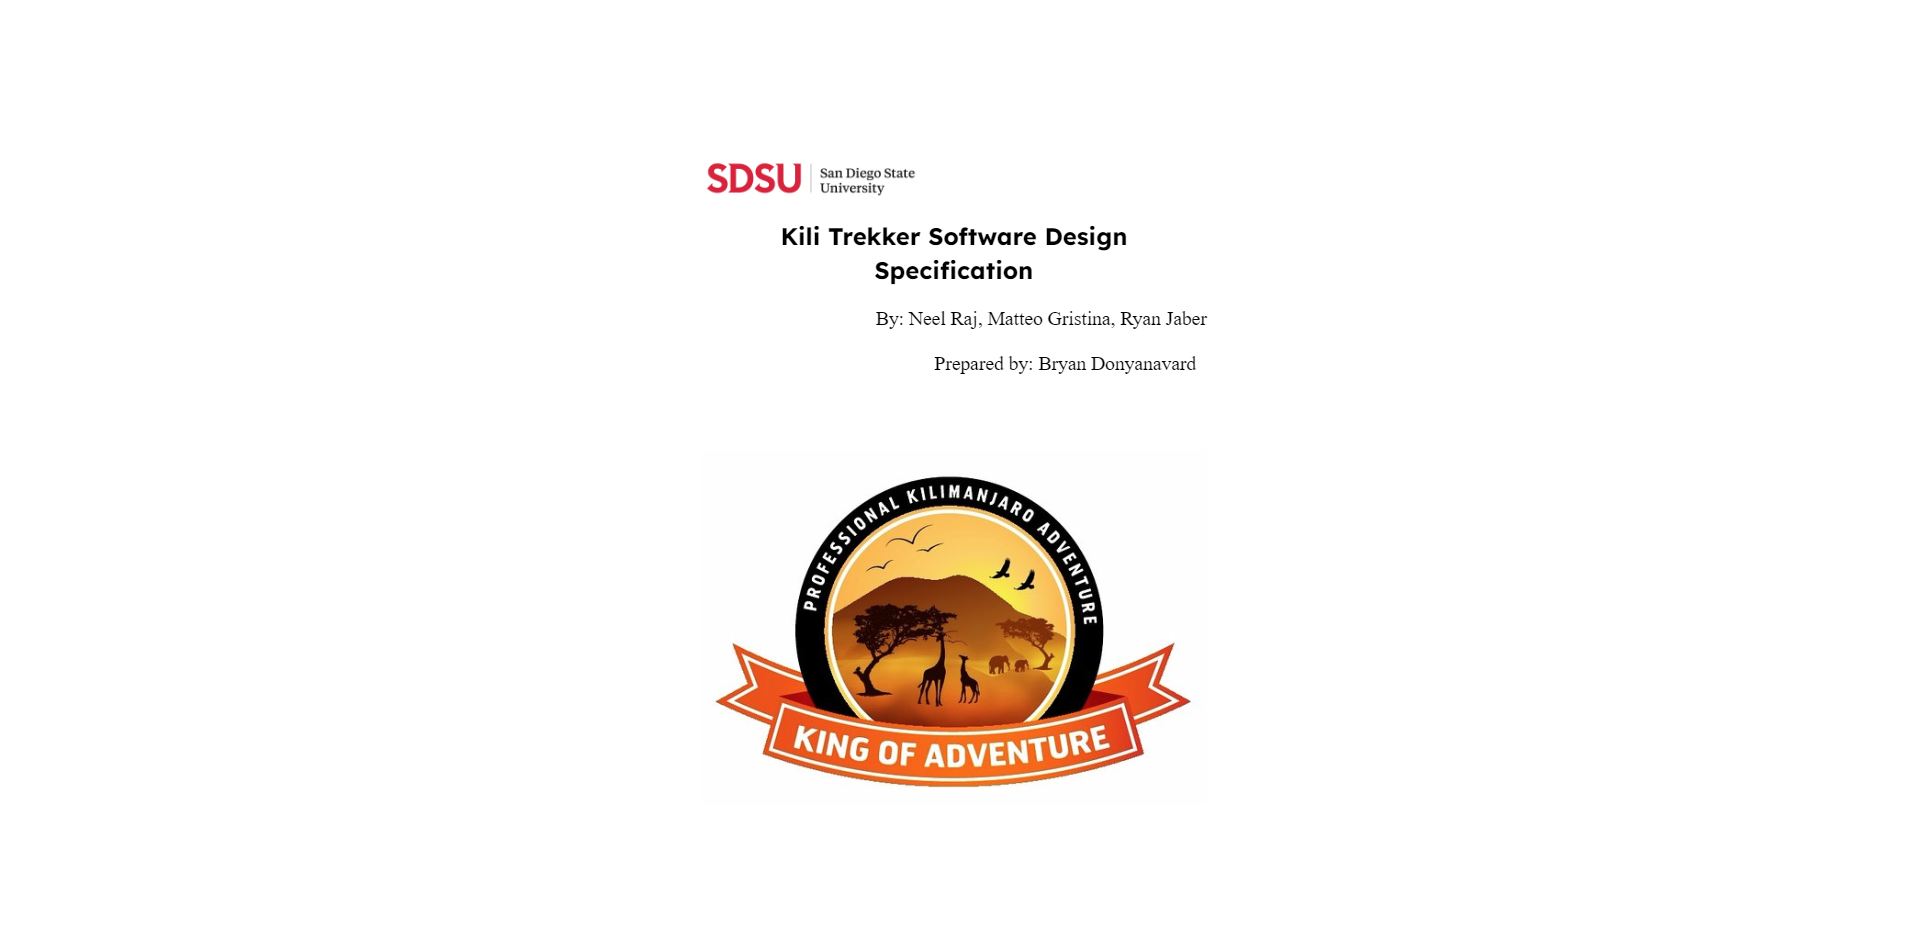 SDSU
San Diego State
University
Kili Trekker Software Design
Specification
By: Neel Raj, Matteo Gristina, Ryan Jaber
Prepared by: Bryan Donyanavard
PROFESSIONAL KILIMANJARO ADVENTURE
KING OF ADVENTURE